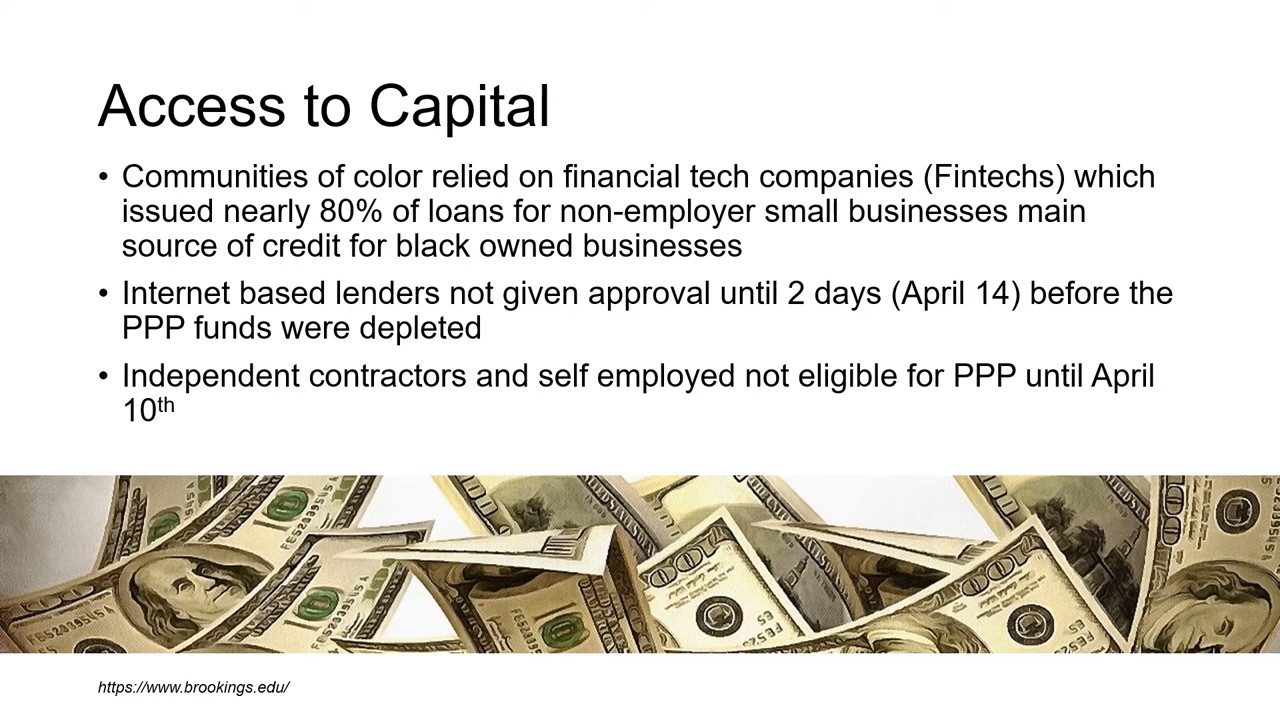 Access to Capital
• Communities of color relied on financial tech companies (Fintechs) which
issued nearly 80% of loans for non-employer small businesses main
source of credit for black owned businesses
• Internet based lenders not given approval until 2 days (April 14) before the
PPP funds were depleted
• Independent contractors and self employed not eligible for PPP until April
10th
100
100
https://www.brookings.edu/